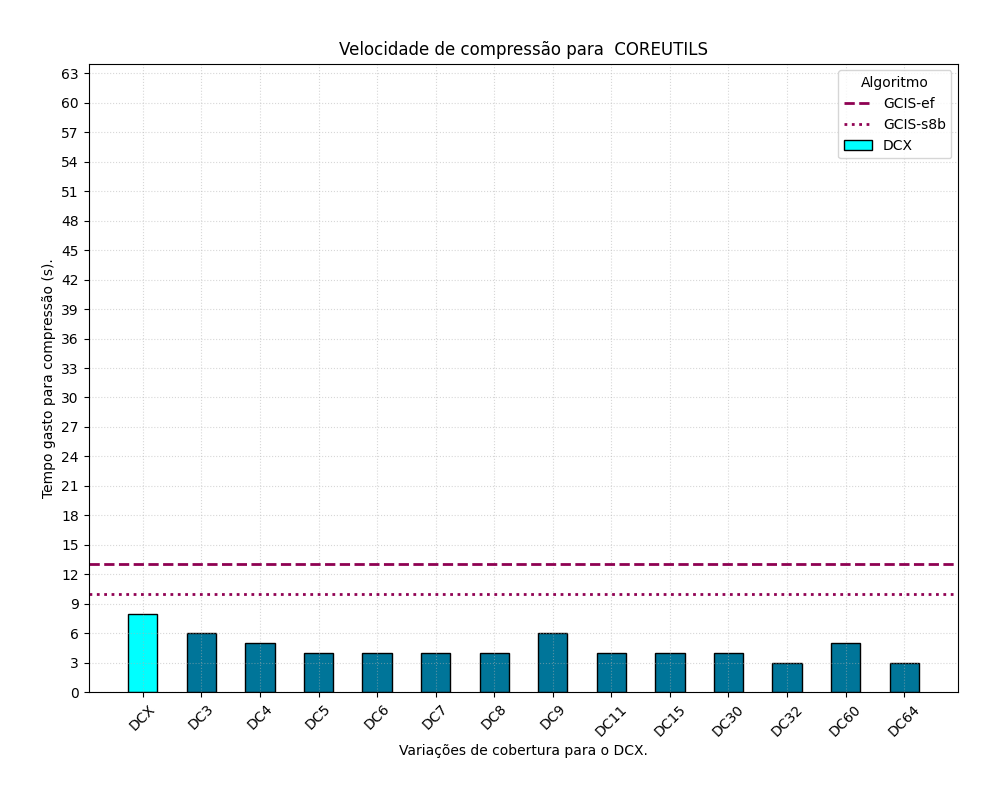 Velocidade de compressão para  COREUTILS
Algoritmo
GCIS-ef
GCIS-s8b
DCX
Tempo gasto para compressão (s).
63
60
57
54
51
48
45
42
39
36
33
30
27
24
21
18
15
12
9
6
3
0
DCX
DC3
DC4
DC5
DC6
DC7
DC8
DC9
DC11
DC15
DC30
DC32
DC60
DC64
Variações de cobertura para o DCX.